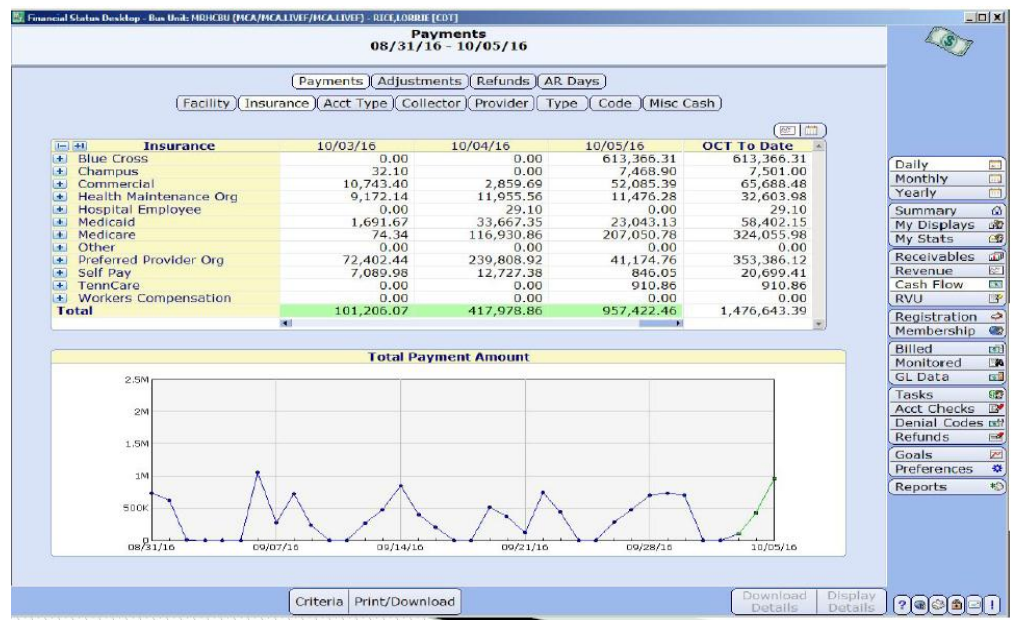 Financial Status Desktop - Bus Unit: MRHCBU (MCA/MCA.LIVEF/MCA.LIVEF) - RICE,LORRIE [CDT]
Payments
08/31/16 - 10/05/16
Payments Adjustments Refunds AR Days
Facility Insurance Acct Type Collector Provider Type Code Misc Cash
Insurance 10/03/16 10/04/16 10/05/16 OCT To Date
Blue Cross 0.00 0.00 613,366.31 613,366.31
Champus 32.10 0.00 7,468.90 7,501.00
Commercial 10,743.40 2,859.69 52,085.39 65,688.48
Health Maintenance Org 9,172.14 11,955.56 11,476.28 32,603.98
Hospital Employee 0.00 29.10 0.00 29.10
Medicaid 1,691.67 33,667.35 23,043.13 58,402.15
Medicare 74.34 116,930.86 207,050.78 324,055.98
Other 0.00 0.00 0.00 0.00
Preferred Provider Org 72,402.44 239,808.92 41,174.76 353,386.12
Self Pay 7,089.98 12,727.38 846.05 20,699.41
TennCare 0.00 0.00 910.86 910.86
Workers Compensation 0.00 0.00 0.00 0.00
Total 101,206.07 417,978.86 957,422.46 1,476,643.39
Total Payment Amount
2.5M
2M
1.5M
1M
500K
0
08/31/16 09/07/16 09/14/16 09/21/16 09/28/16 10/05/16
Criteria Print/Download
Download Details
Display Details
Daily
Monthly
Yearly
Summary
My Displays
My Stats
Receivables
Revenue
Cash Flow
RVU
Registration
Membership
Billed
Monitored
GL Data
Tasks
Acct Checks
Denial Codes
Refunds
Goals
Preferences
Reports